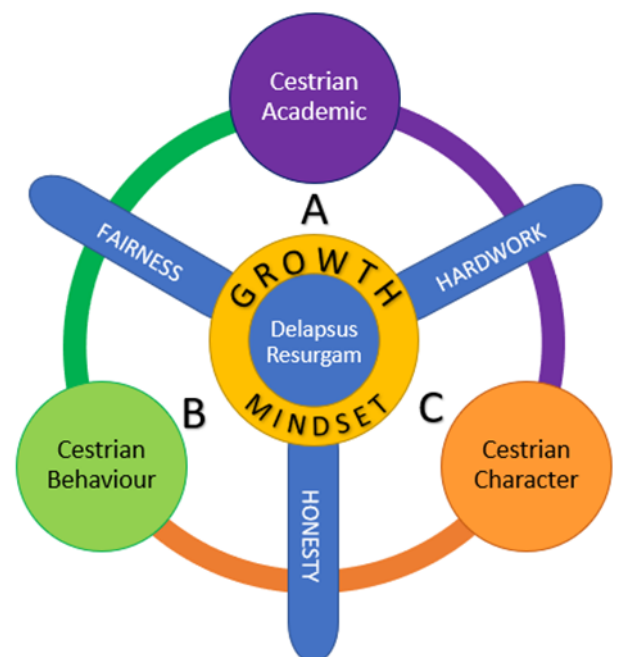 Cestrian
Academic
A
FAIRNESS
HARDWORK
GROWTH
Delapsus
Resurgam
MINDSET
B
C
Cestrian
Behaviour
Cestrian
Character
HONESTY